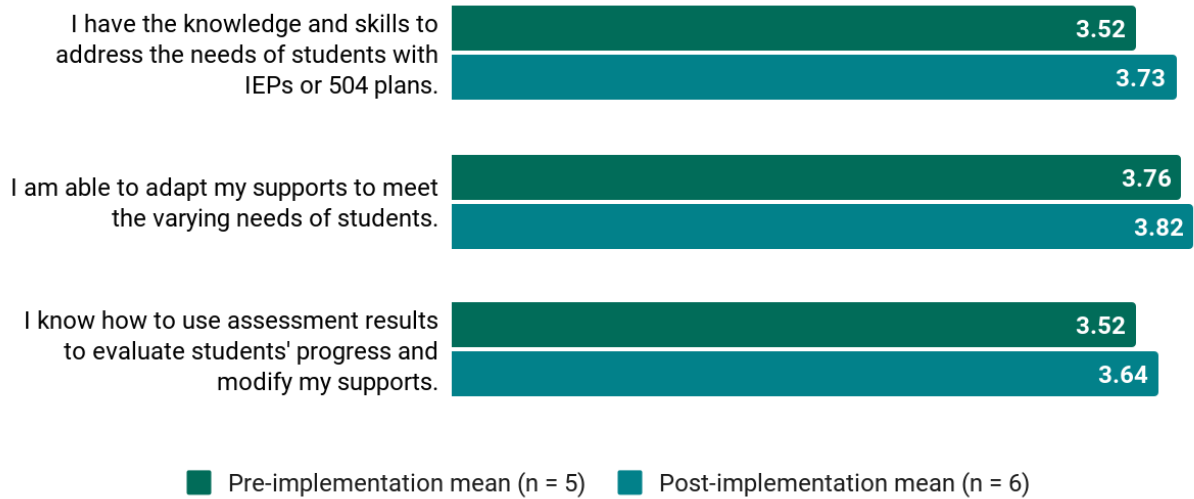 I have the knowledge and skills to
address the needs of students with
IEPs or 504 plans.
3.52
3.73
I am able to adapt my supports to meet
the varying needs of students.
3.76
3.82
I know how to use assessment results
to evaluate students' progress and
modify my supports.
3.52
3.64
Pre-implementation mean (n = 5) Post-implementation mean (n = 6)